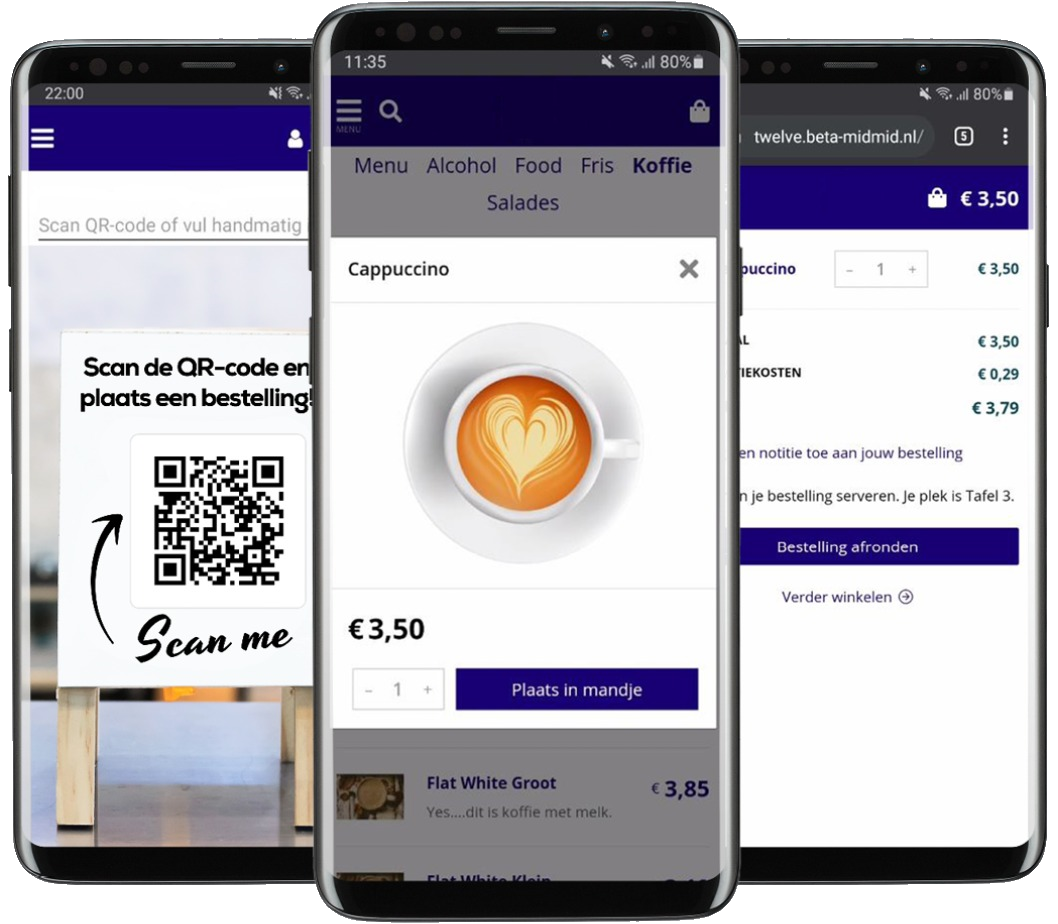 22:00
Scan QR-code of vul handmatig
Scan de QR-code en
plaats een bestelling!
Scan me
11:35
80%
MENU
Menu Alcohol Food Fris Koffie
Salades
Cappuccino
€ 3,50
- 1 +
Plaats in mandje
Flat White Groot
€ 3,85
Yes....dit is koffie met melk.
Flat White Klein
80%
twelve.beta-midmid.nl/
5
€ 3,50
puccino
- 1 +
€ 3,50
AL
€ 3,50
TIEKOSTEN
€ 0,29
€ 3,79
en notitie toe aan jouw bestelling
n je bestelling serveren. Je plek is Tafel 3.
Bestelling afronden
Verder winkelen